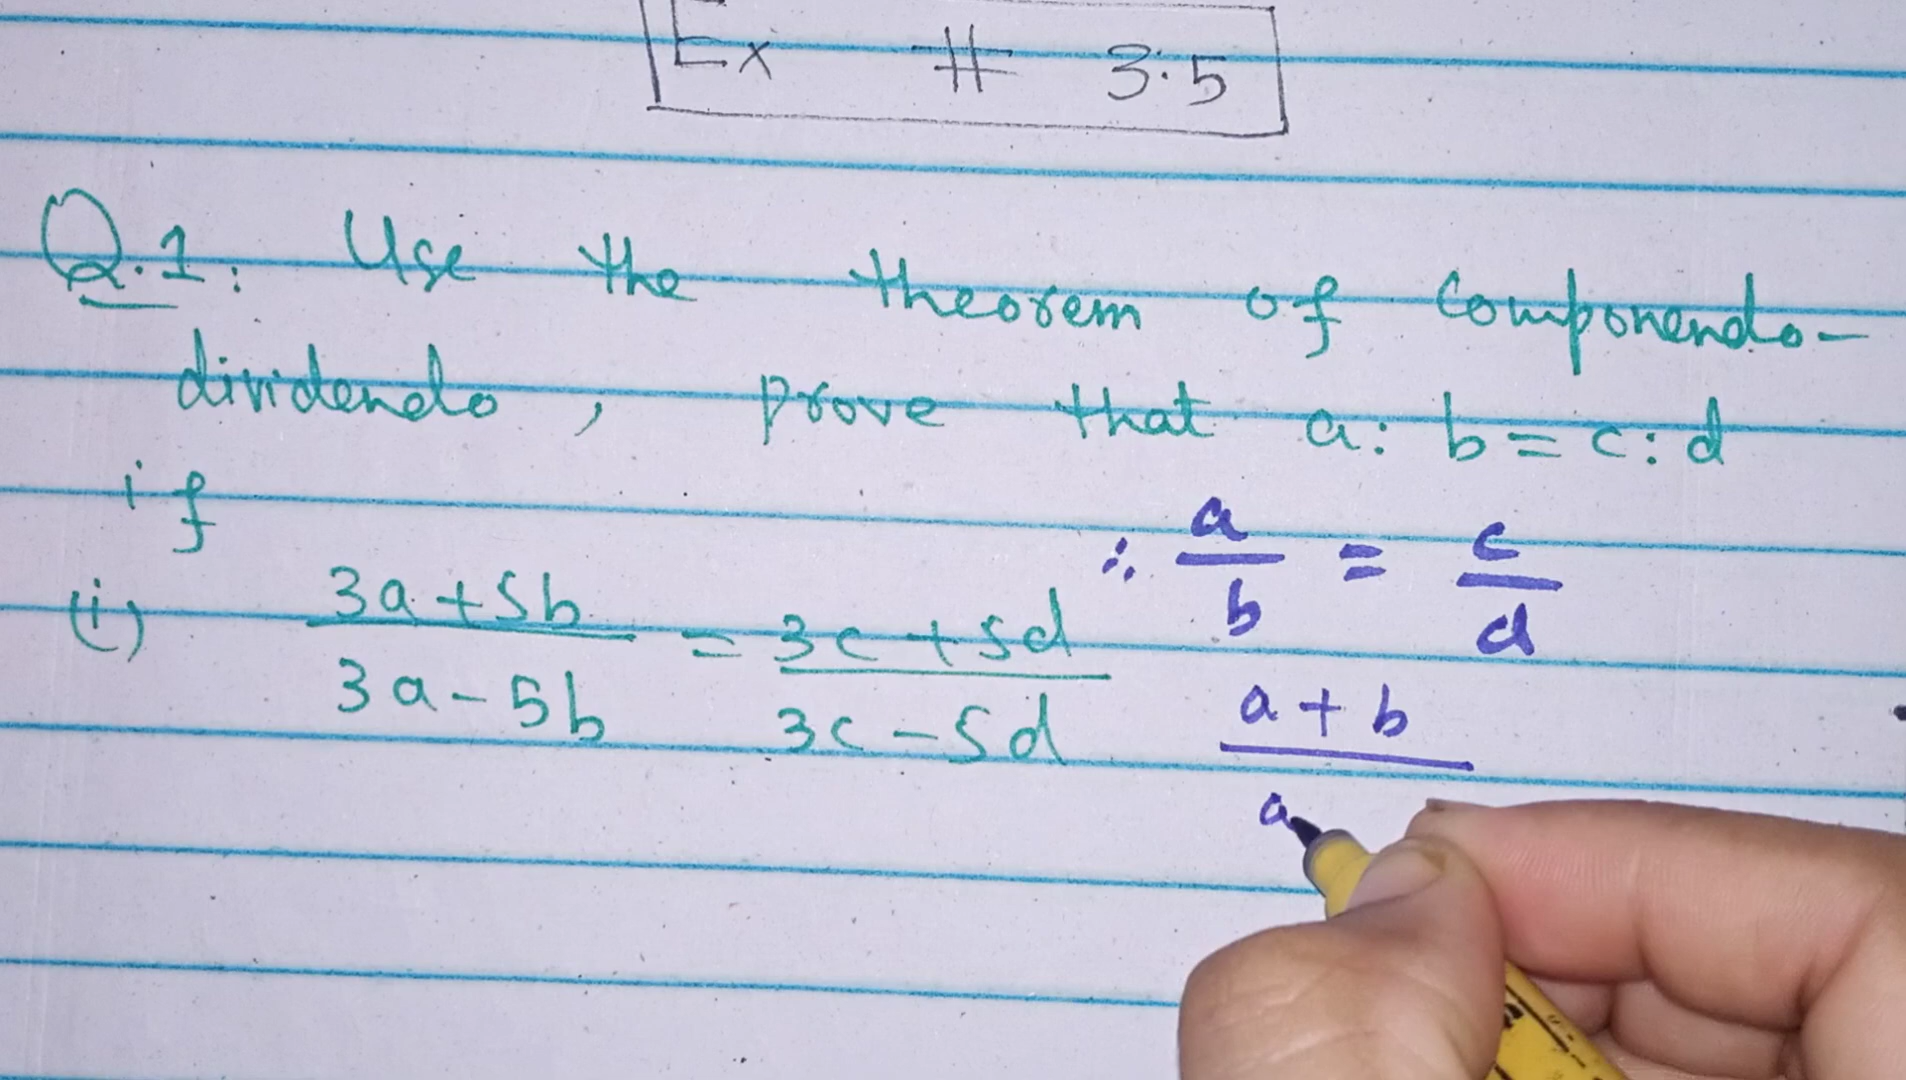 Ex # 3.5
Q.1: Use the theorem of componendo-
dividendo, prove that a: b = c: d
if
∴ a/b = c/d
(i) 3a+5b/3a-5b = 3c+5d/3c-5d
a + b/a